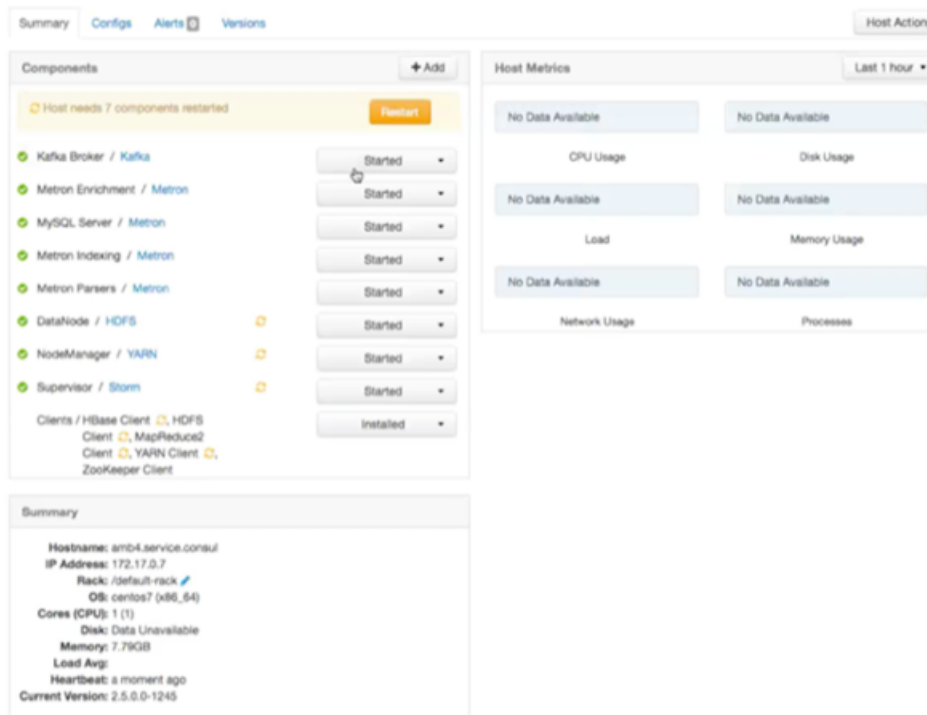 Summary Configs Alerts 0 Versions
Host Action
Components
+ Add
Host needs 7 components restarted
Restart
Kafka Broker / Kafka
Started
Metron Enrichment / Metron
Started
MySQL Server / Metron
Started
Metron Indexing / Metron
Started
Metron Parsers / Metron
Started
DataNode / HDFS
Started
NodeManager / YARN
Started
Supervisor / Storm
Started
Clients / HBase Client , HDFS
Client , MapReduce2
Client , YARN Client ,
ZooKeeper Client
Installed
Host Metrics
Last 1 hour
No Data Available
No Data Available
CPU Usage
Disk Usage
No Data Available
No Data Available
Load
Memory Usage
No Data Available
No Data Available
Network Usage
Processes
Summary
Hostname: amb4.service.consul
IP Address: 172.17.0.7
Rack: /default-rack
OS: centos7 (x86_64)
Cores (CPU): 1 (1)
Disk: Data Unavailable
Memory: 7.79GB
Load Avg:
Heartbeat: a moment ago
Current Version: 2.5.0.0-1245